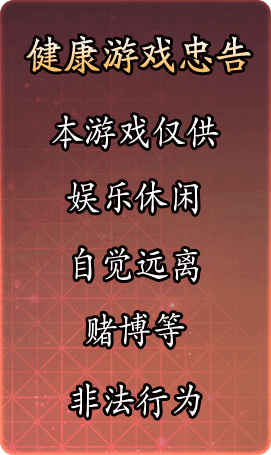 健康游戏忠告
本游戏仅供
娱乐休闲
自觉远离
赌博等
非法行为